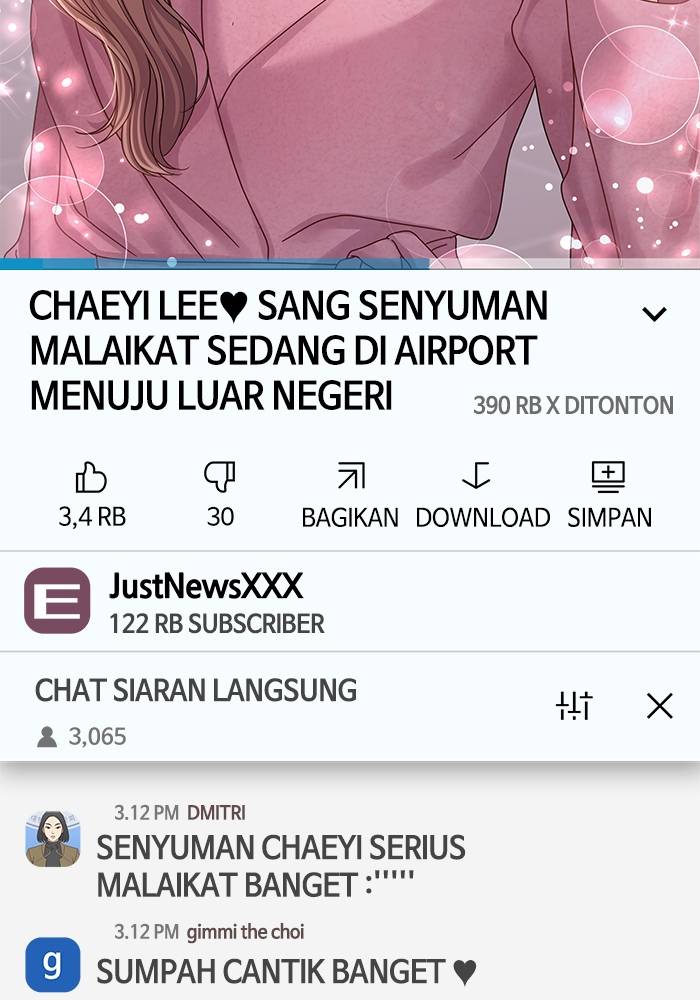 CHAEYI LEE♥ SANG SENYUMAN
MALAIKAT SEDANG DI AIRPORT
MENUJU LUAR NEGERI
390 RB X DITONTON
3,4 RB
30
BAGIKAN
DOWNLOAD
SIMPAN
E
JustNewsXXX
122 RB SUBSCRIBER
CHAT SIARAN LANGSUNG
3,065
3.12 PM DMITRI
SENYUMAN CHAEYI SERIUS
MALAIKAT BANGET :'''''
3.12 PM gimmi the choi
g
SUMPAH CANTIK BANGET ♥